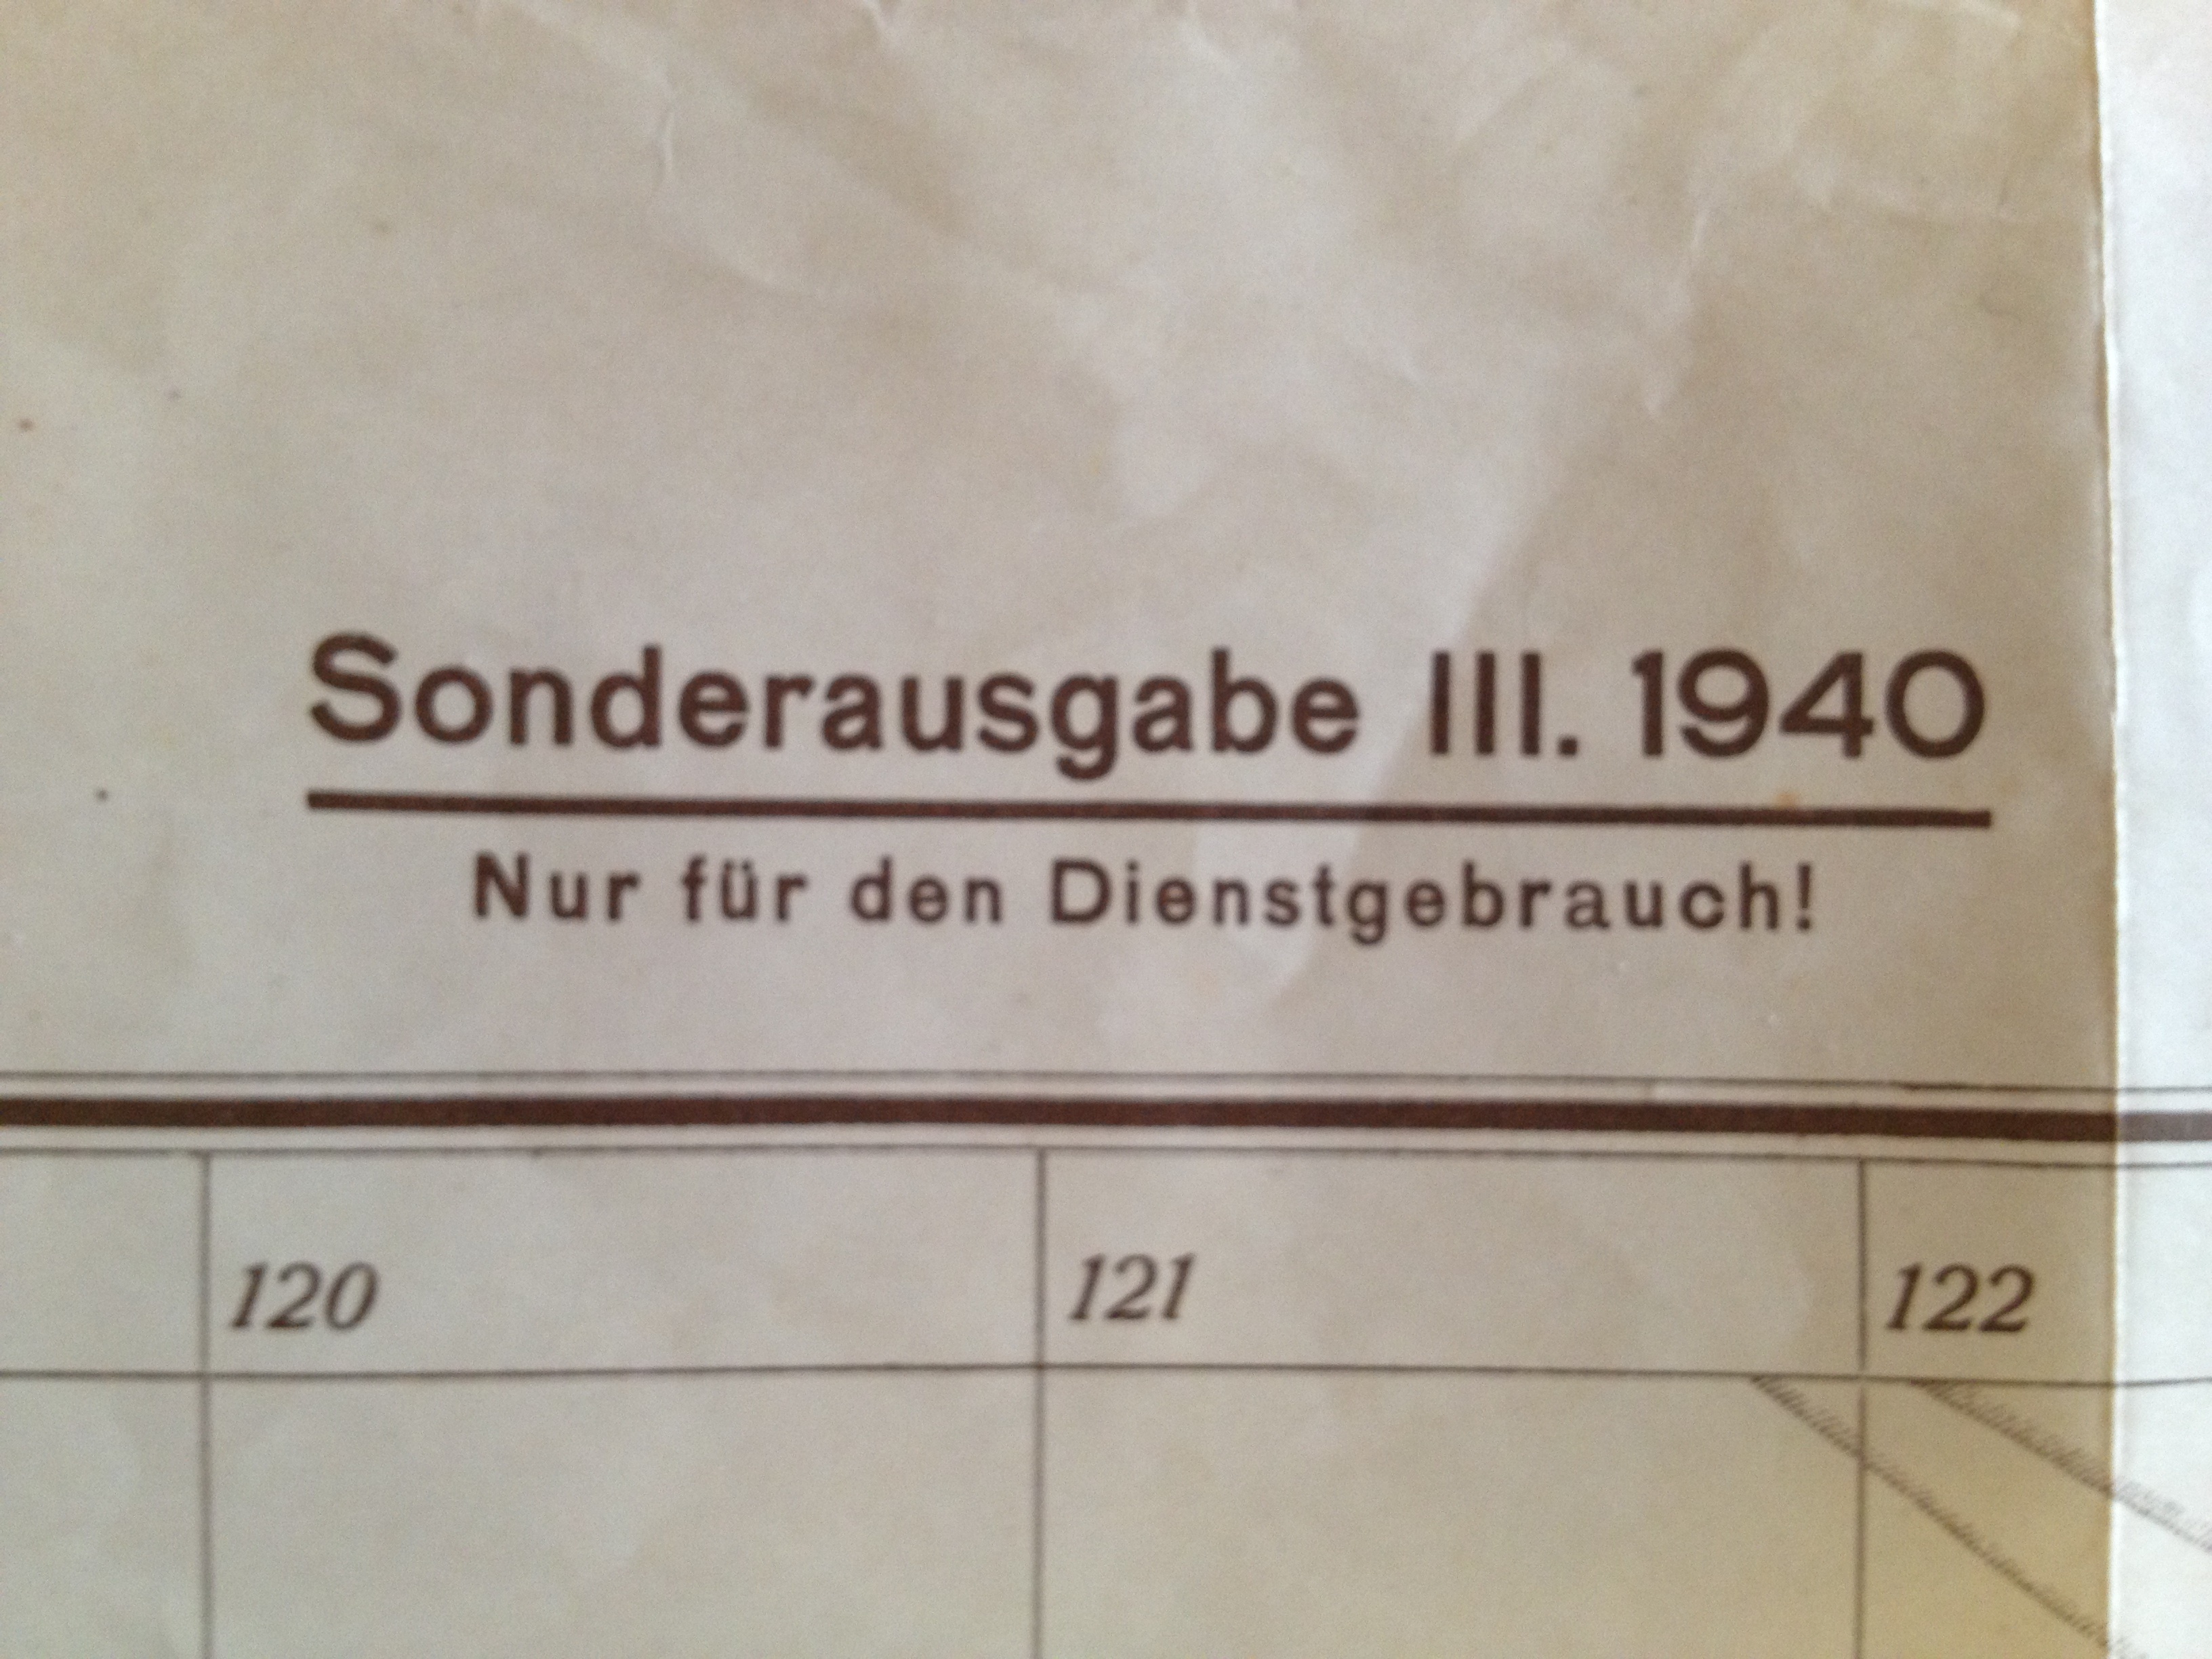 Sonderausgabe III. 1940
Nur für den Dienstgebrauch!
120 121 122